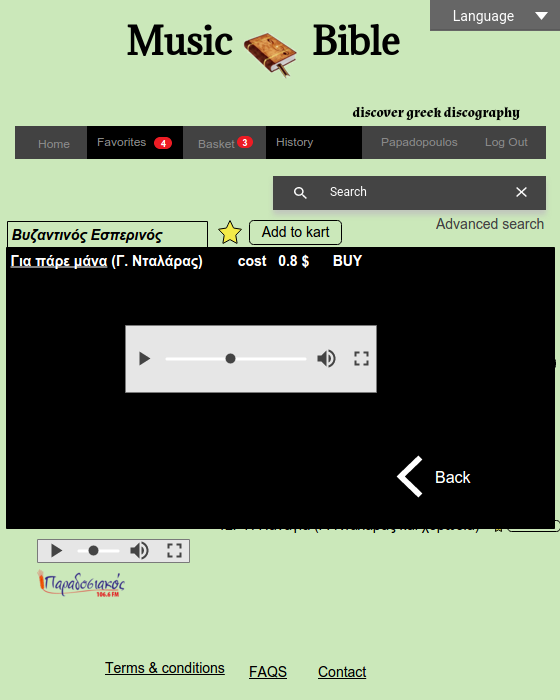 Language
Music Bible
discover greek discography
Home Favorites 4 Basket 3 History Papadopoulos Log Out
Search
Advanced search
Βυζαντινός Εσπερινός Add to kart
Για πάρε μάνα (Γ. Νταλάρας) cost 0.8 $ BUY
Back
Παραδοσιακός
106.6 FM
Terms & conditions FAQS Contact